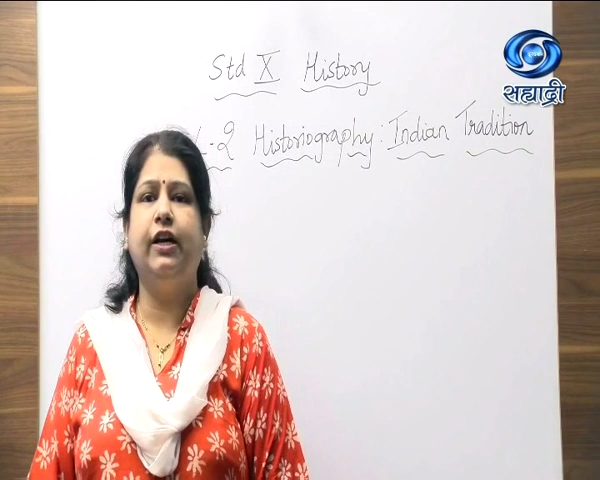 Std X History
L-2 Historiography: Indian Tradition
सह्याद्री